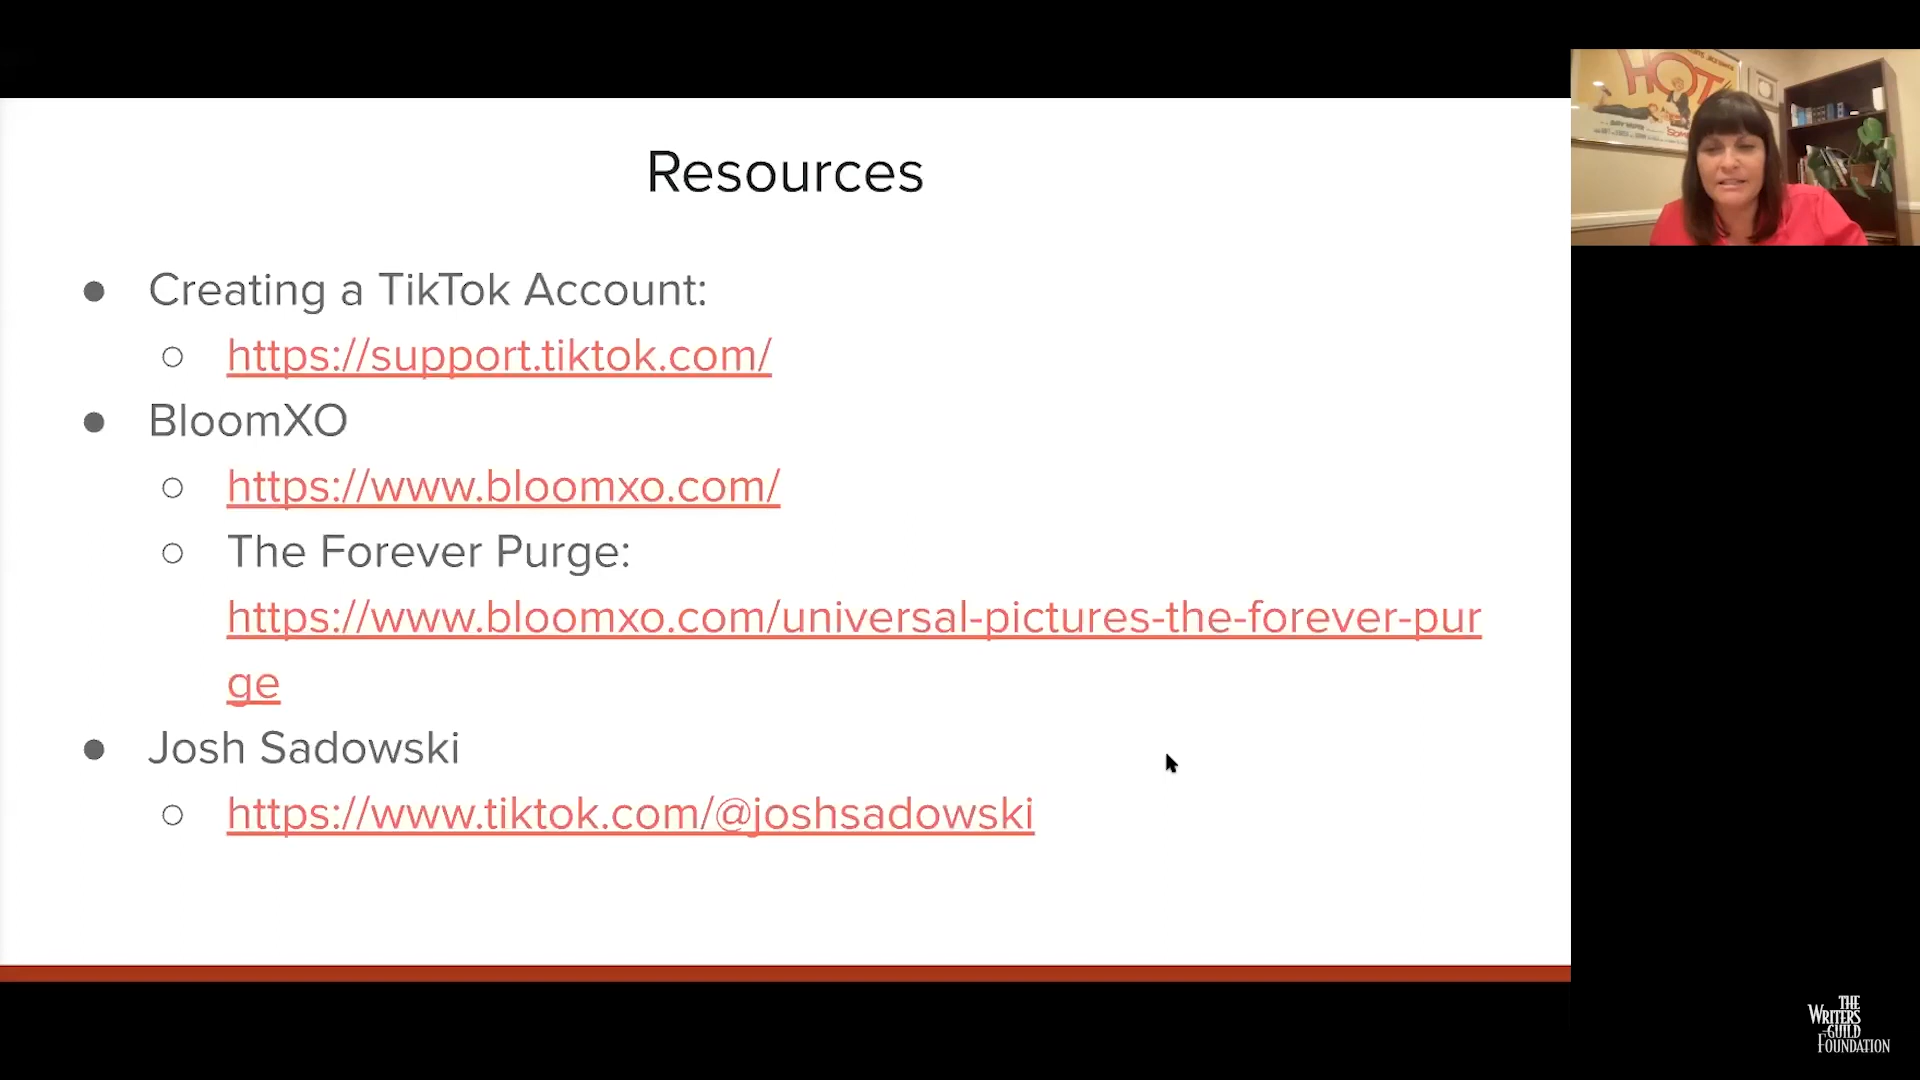 Resources
● Creating a TikTok Account:
○ https://support.tiktok.com/
● BloomXO
○ https://www.bloomxo.com/
○ The Forever Purge:
https://www.bloomxo.com/universal-pictures-the-forever-pur
ge
● Josh Sadowski
○ https://www.tiktok.com/@joshsadowski
HOT
THE
WRITERS
GUILD
FOUNDATION